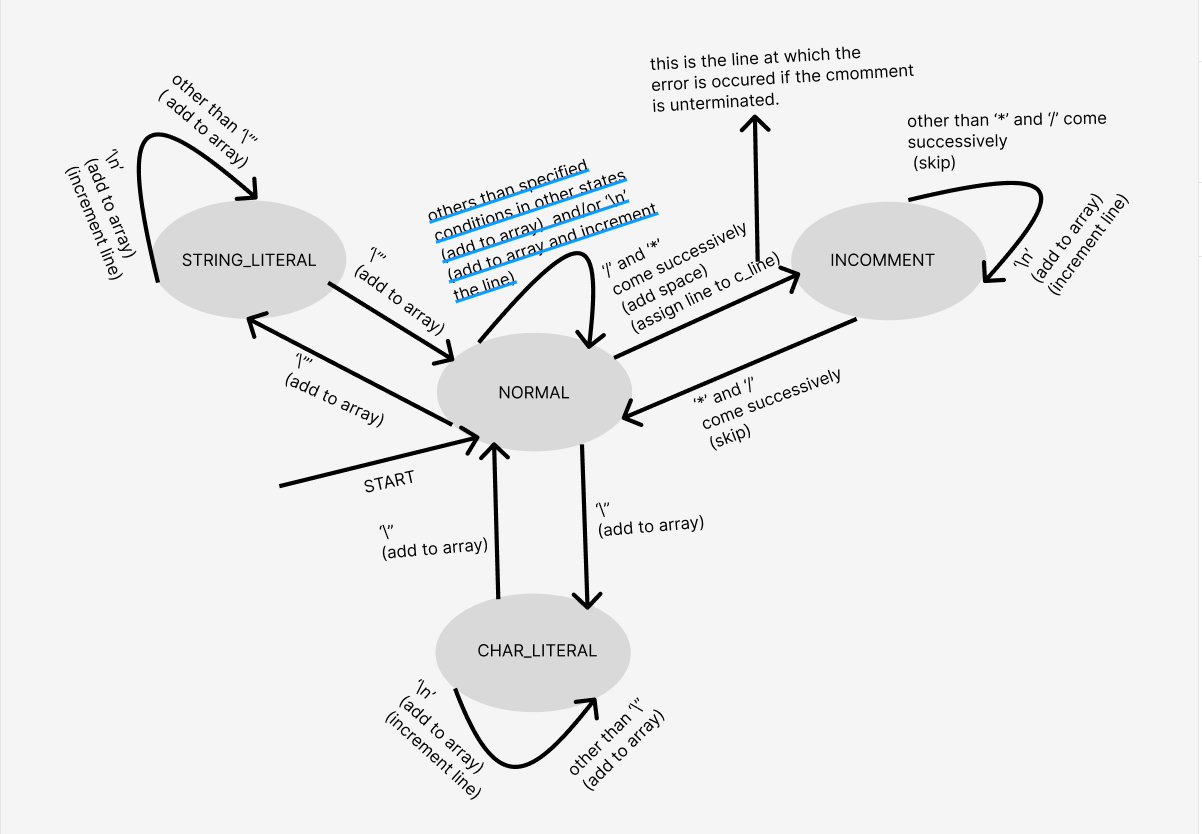 this is the line at which the
error is occured if the cmomment
is unterminated.
other than ‘*’ and ‘/’ come
successively
(skip)
other than ‘\”’
( add to array)
‘\n’
(add to array)
(increment line)
others than specified
conditions in other states
(add to array) and/or ‘\n’
(add to array and increment
the line)
‘/’ and ‘*’
come successively
(add space)
(assign line to c_line)
‘\n’
(add to array)
(increment line)
STRING_LITERAL
INCOMMENT
‘\”’
(add to array)
‘\”’
(add to array)
NORMAL
‘*’ and ‘/’
come successively
(skip)
START
‘\’’
(add to array)
‘\’’
(add to array)
CHAR_LITERAL
‘\n’
(add to array)
(increment line)
other than ‘\’’
(add to array)